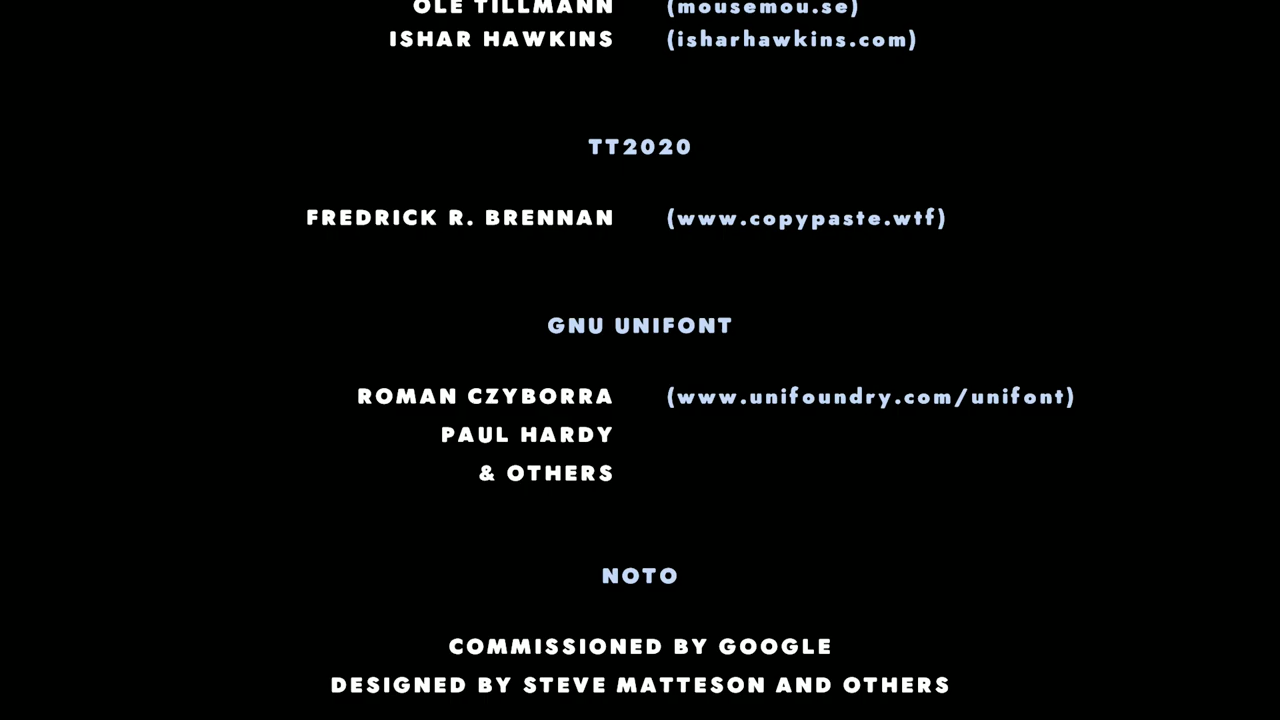 OLE TILLMANN (mousemou.se)
ISHAR HAWKINS (isharhawkins.com)
TT2020
FREDRICK R. BRENNAN (www.copypaste.wtf)
GNU UNIFONT
ROMAN CZYBORRA (www.unifoundry.com/unifont)
PAUL HARDY
& OTHERS
NOTO
COMMISSIONED BY GOOGLE
DESIGNED BY STEVE MATTESON AND OTHERS